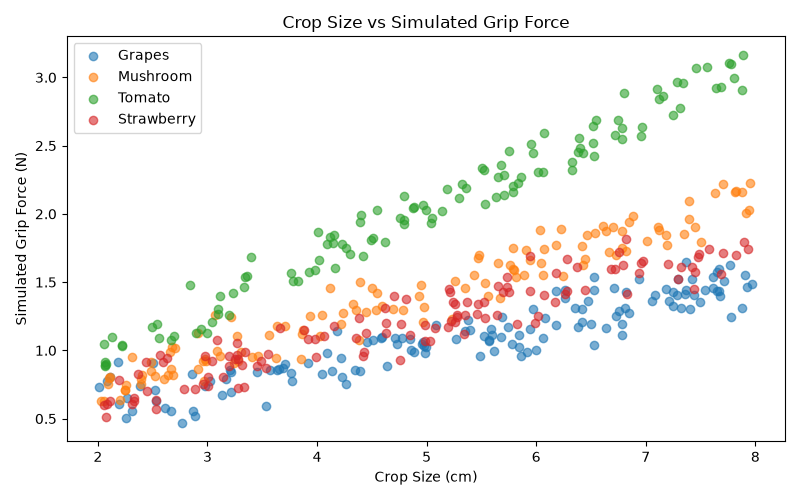 Crop Size vs Simulated Grip Force
Grapes
Mushroom
Tomato
Strawberry
Simulated Grip Force (N)
3.0
2.5
2.0
1.5
1.0
0.5
2 3 4 5 6 7 8
Crop Size (cm)